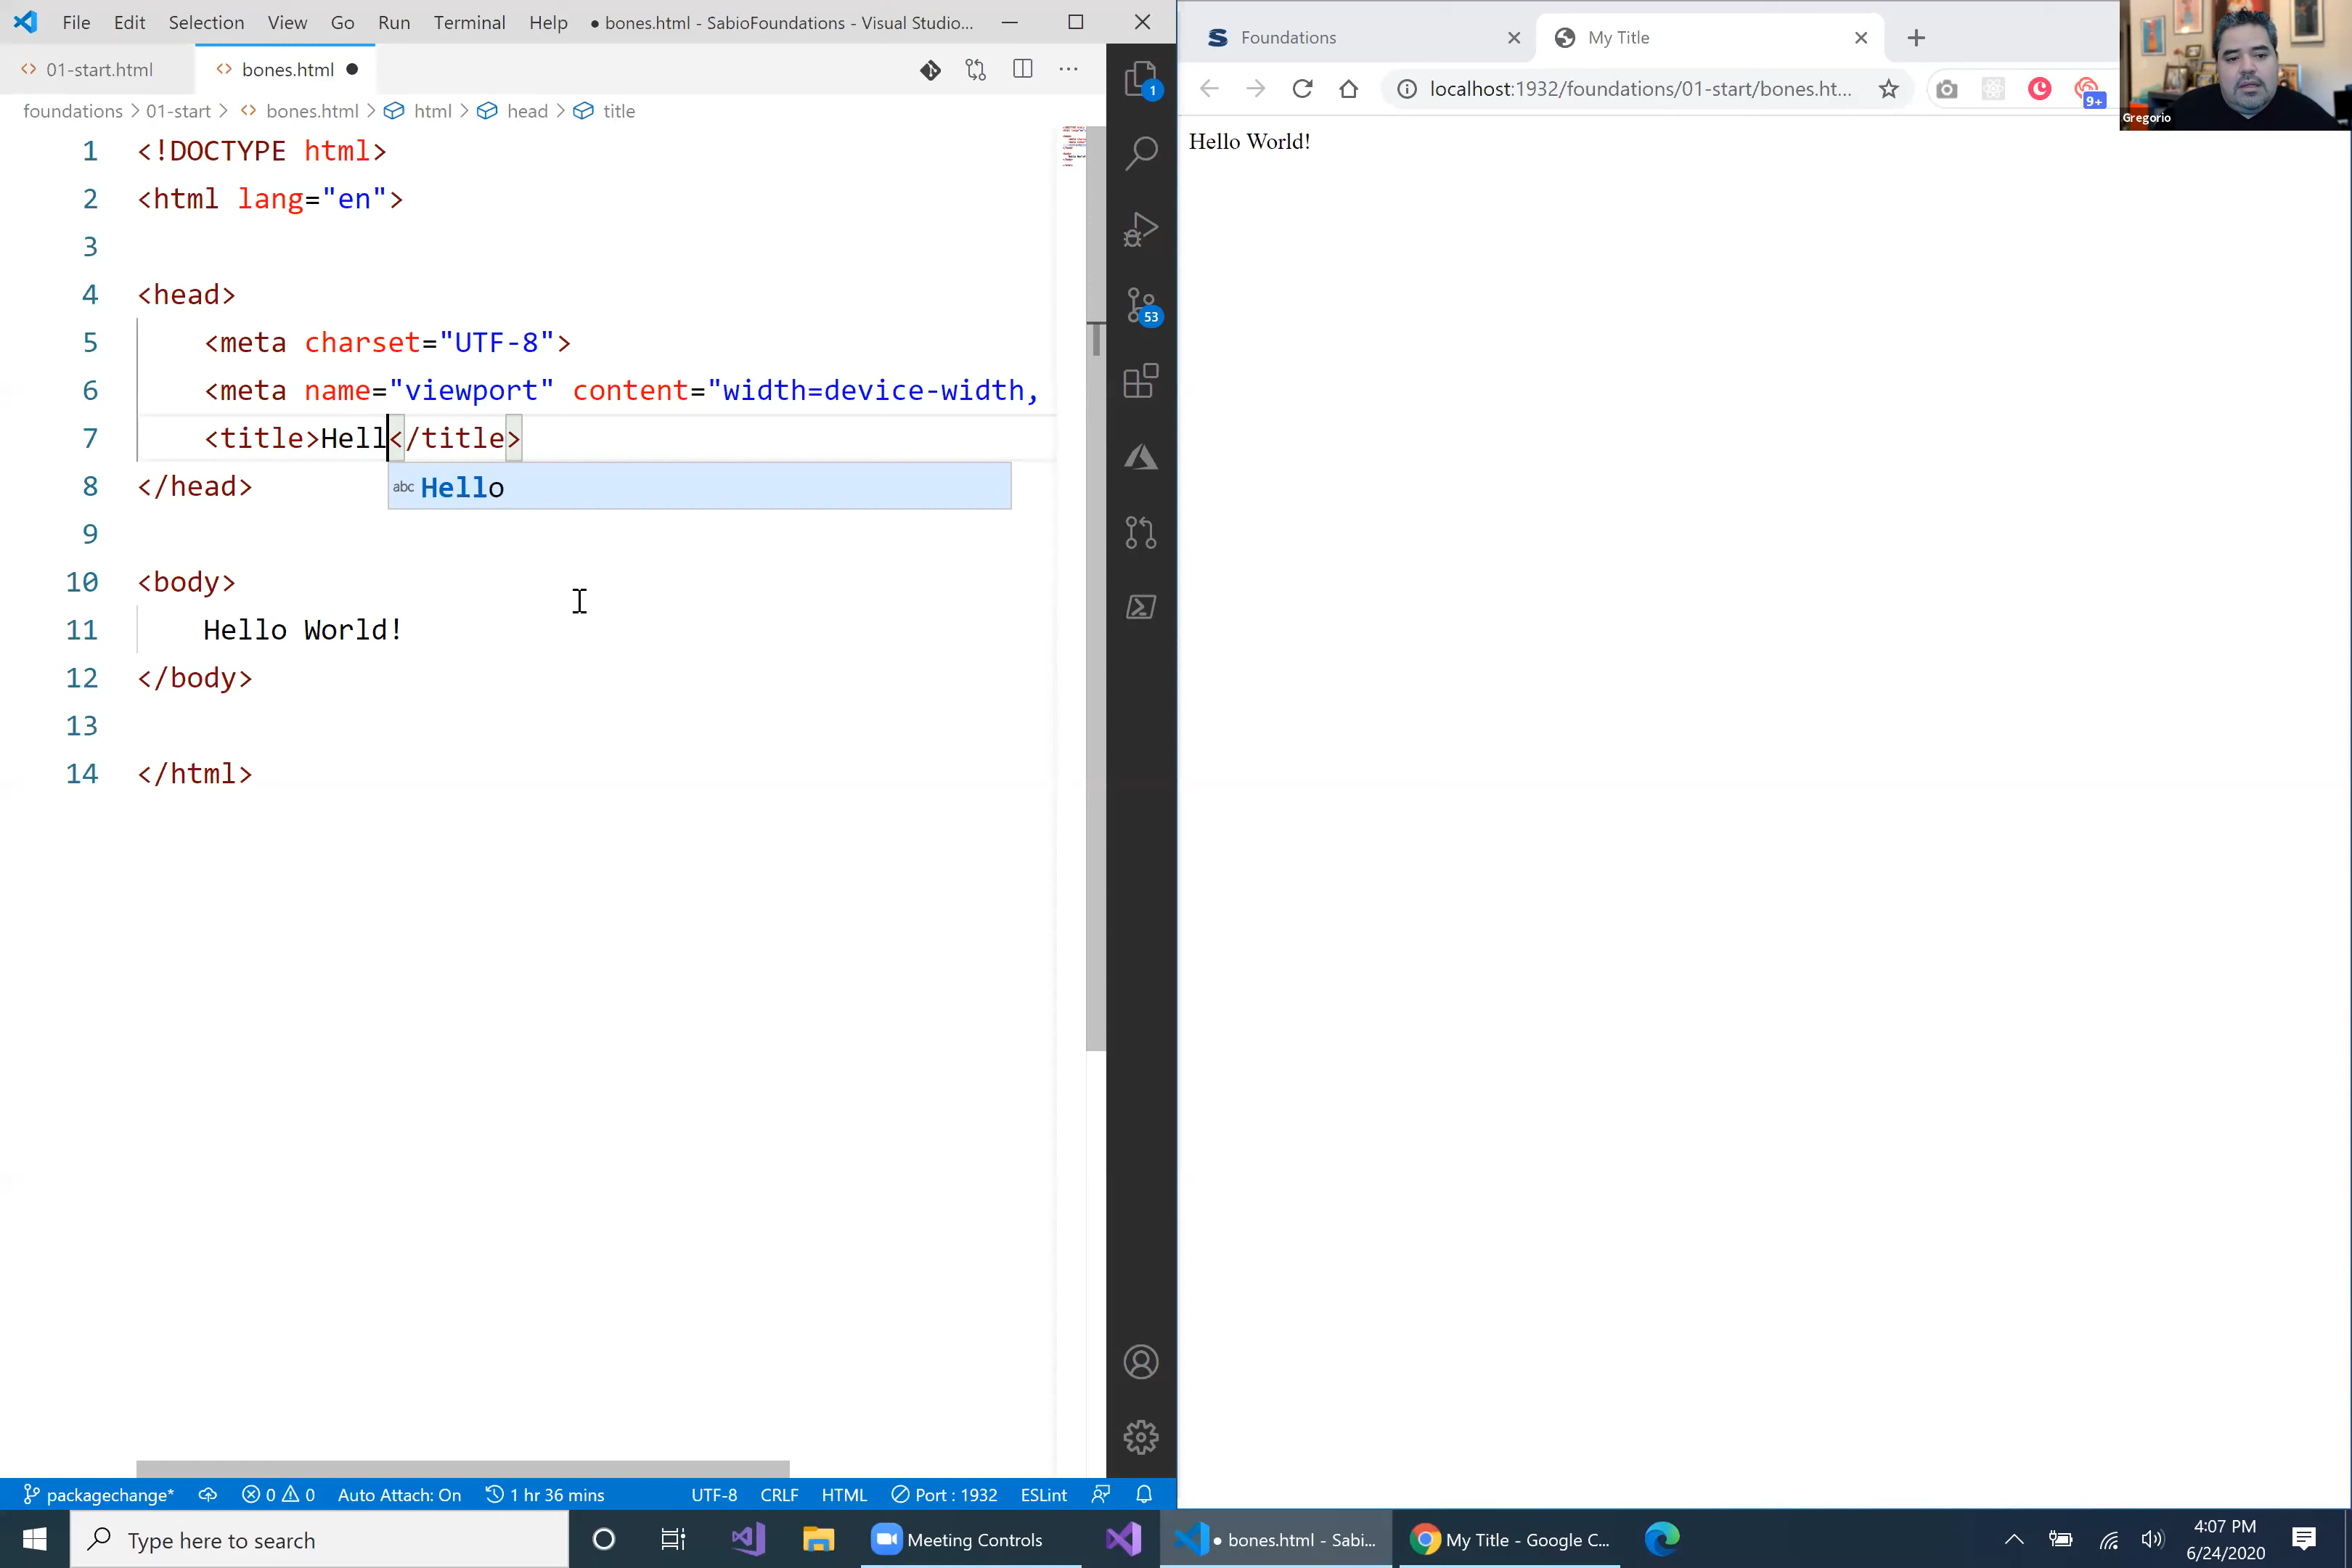 File Edit Selection View Go Run Terminal Help ● bones.html - SabioFoundations - Visual Studio...
01-start.html bones.html ●
foundations > 01-start > bones.html > html > head > title
1 <!DOCTYPE html>
2 <html lang="en">
3
4 <head>
5 <meta charset="UTF-8">
6 <meta name="viewport" content="width=device-width,
7 <title>Hell</title>
abc Hello
8 </head>
9
10 <body>
11 Hello World!
12 </body>
13
14 </html>
1
53
packagechange* 0 0 Auto Attach: On 1 hr 36 mins UTF-8 CRLF HTML Port : 1932 ESLint
Foundations My Title
localhost:1932/foundations/01-start/bones.ht...
9+
Gregorio
Hello World!
Type here to search Meeting Controls ● bones.html - Sabi... My Title - Google C...
4:07 PM
6/24/2020